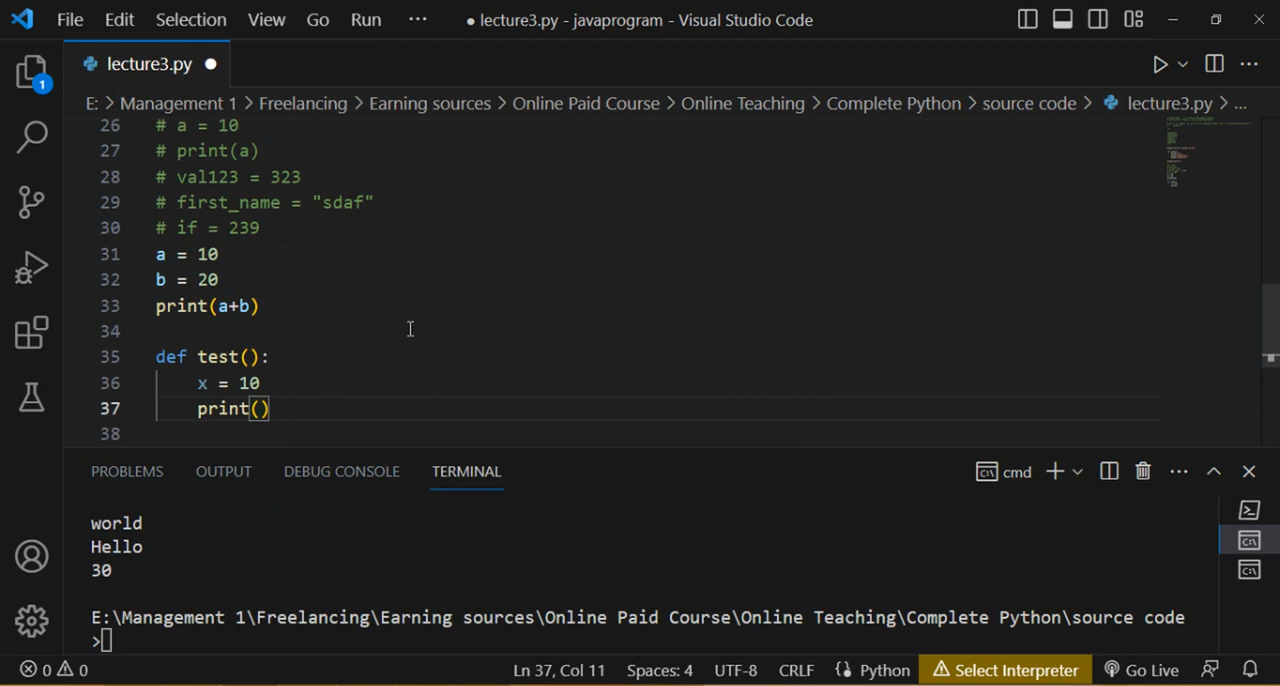 File Edit Selection View Go Run ··· ● lecture3.py - javaprogram - Visual Studio Code
lecture3.py ●
1
E: > Management 1 > Freelancing > Earning sources > Online Paid Course > Online Teaching > Complete Python > source code > lecture3.py > ...
26 # a = 10
27 # print(a)
28 # val123 = 323
29 # first_name = "sdaf"
30 # if = 239
31 a = 10
32 b = 20
33 print(a+b)
34
35 def test():
36 x = 10
37 print()
38
PROBLEMS OUTPUT DEBUG CONSOLE TERMINAL cmd
world
Hello
30
E:\Management 1\Freelancing\Earning sources\Online Paid Course\Online Teaching\Complete Python\source code
>
0 0 Ln 37, Col 11 Spaces: 4 UTF-8 CRLF Python Select Interpreter Go Live